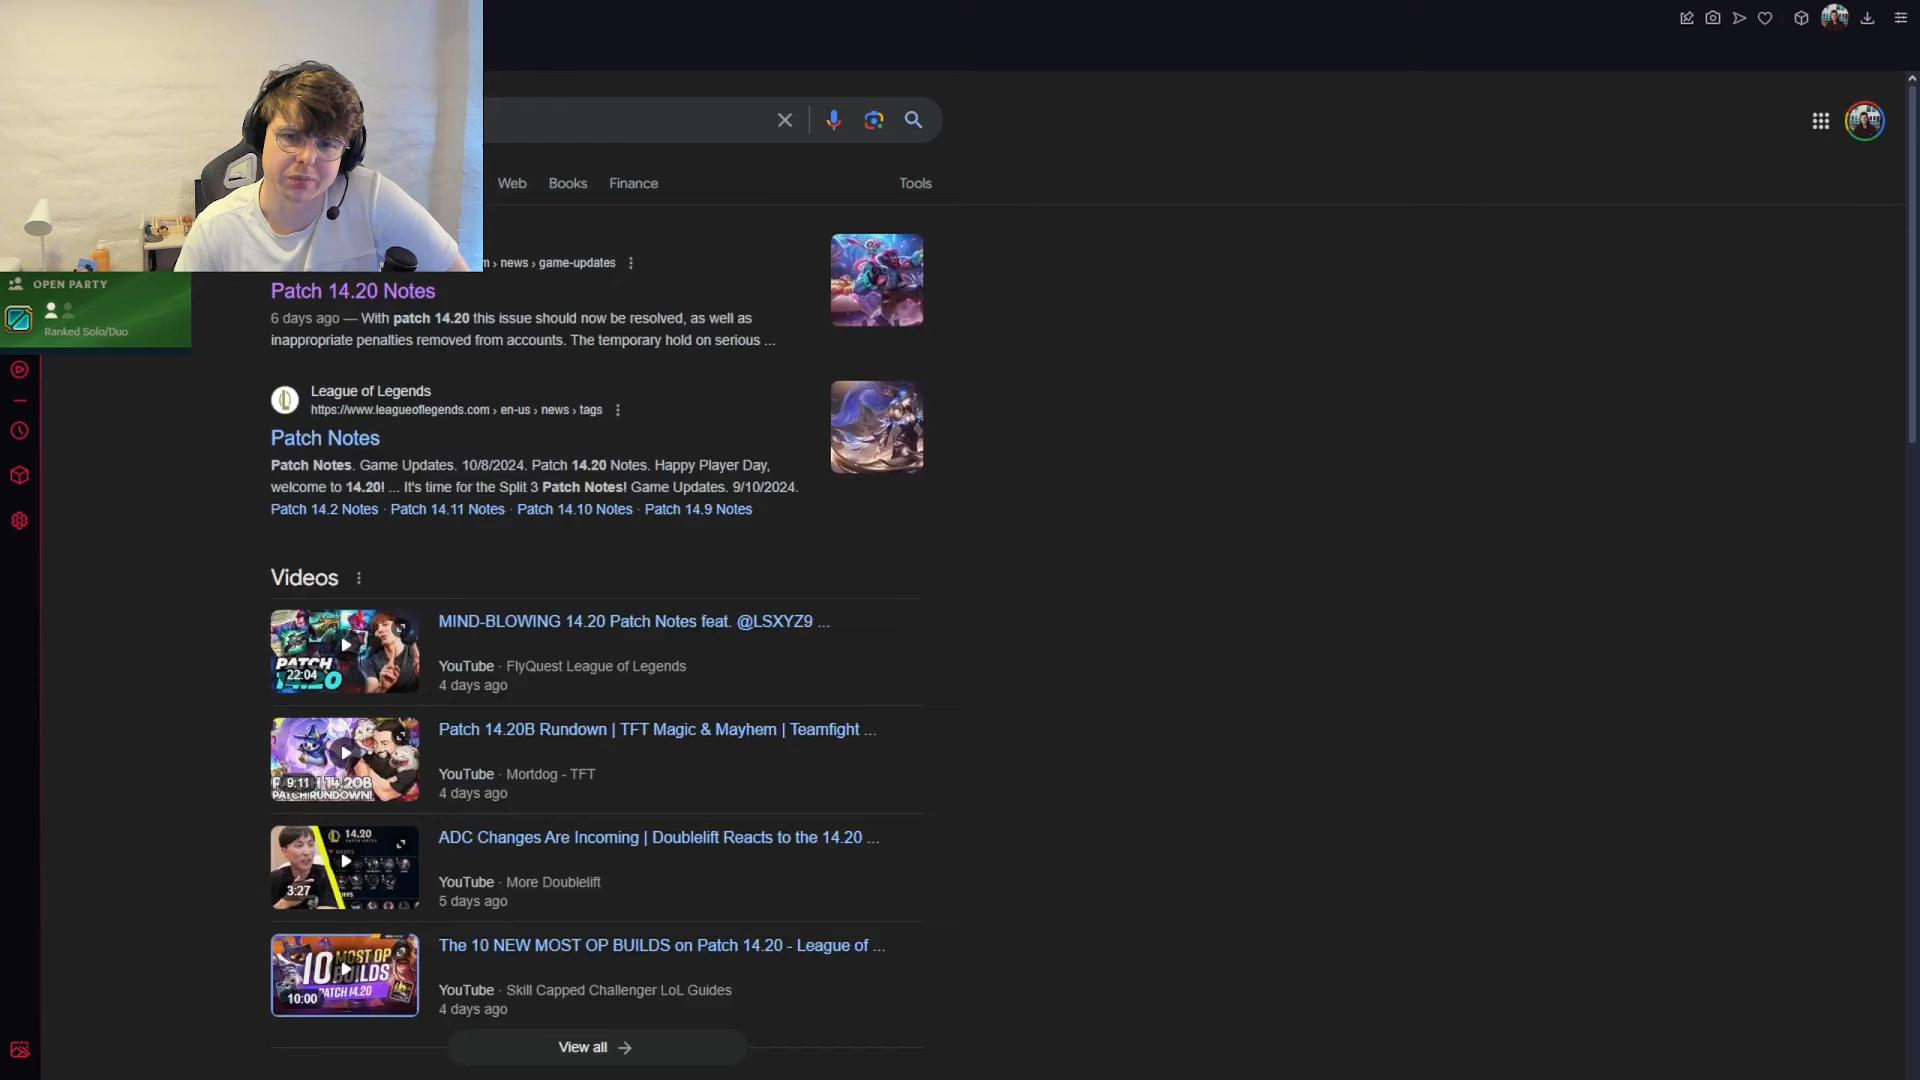 Web Books Finance Tools
m › news › game-updates
OPEN PARTY
Ranked Solo/Duo
Patch 14.20 Notes
6 days ago — With patch 14.20 this issue should now be resolved, as well as
inappropriate penalties removed from accounts. The temporary hold on serious ...
League of Legends
https://www.leagueoflegends.com › en-us › news › tags
Patch Notes
Patch Notes. Game Updates. 10/8/2024. Patch 14.20 Notes. Happy Player Day,
welcome to 14.20! ... It's time for the Split 3 Patch Notes! Game Updates. 9/10/2024.
Patch 14.2 Notes · Patch 14.11 Notes · Patch 14.10 Notes · Patch 14.9 Notes
Videos
PATCH
22:04
MIND-BLOWING 14.20 Patch Notes feat. @LSXYZ9 ...
YouTube · FlyQuest League of Legends
4 days ago
9:11
14.20B
PATCH RUNDOWN!
Patch 14.20B Rundown | TFT Magic & Mayhem | Teamfight ...
YouTube · Mortdog - TFT
4 days ago
14.20
3:27
ADC Changes Are Incoming | Doublelift Reacts to the 14.20 ...
YouTube · More Doublelift
5 days ago
10 MOST OP
BUILDS
PATCH 14.20
10:00
The 10 NEW MOST OP BUILDS on Patch 14.20 - League of ...
YouTube · Skill Capped Challenger LoL Guides
4 days ago
View all